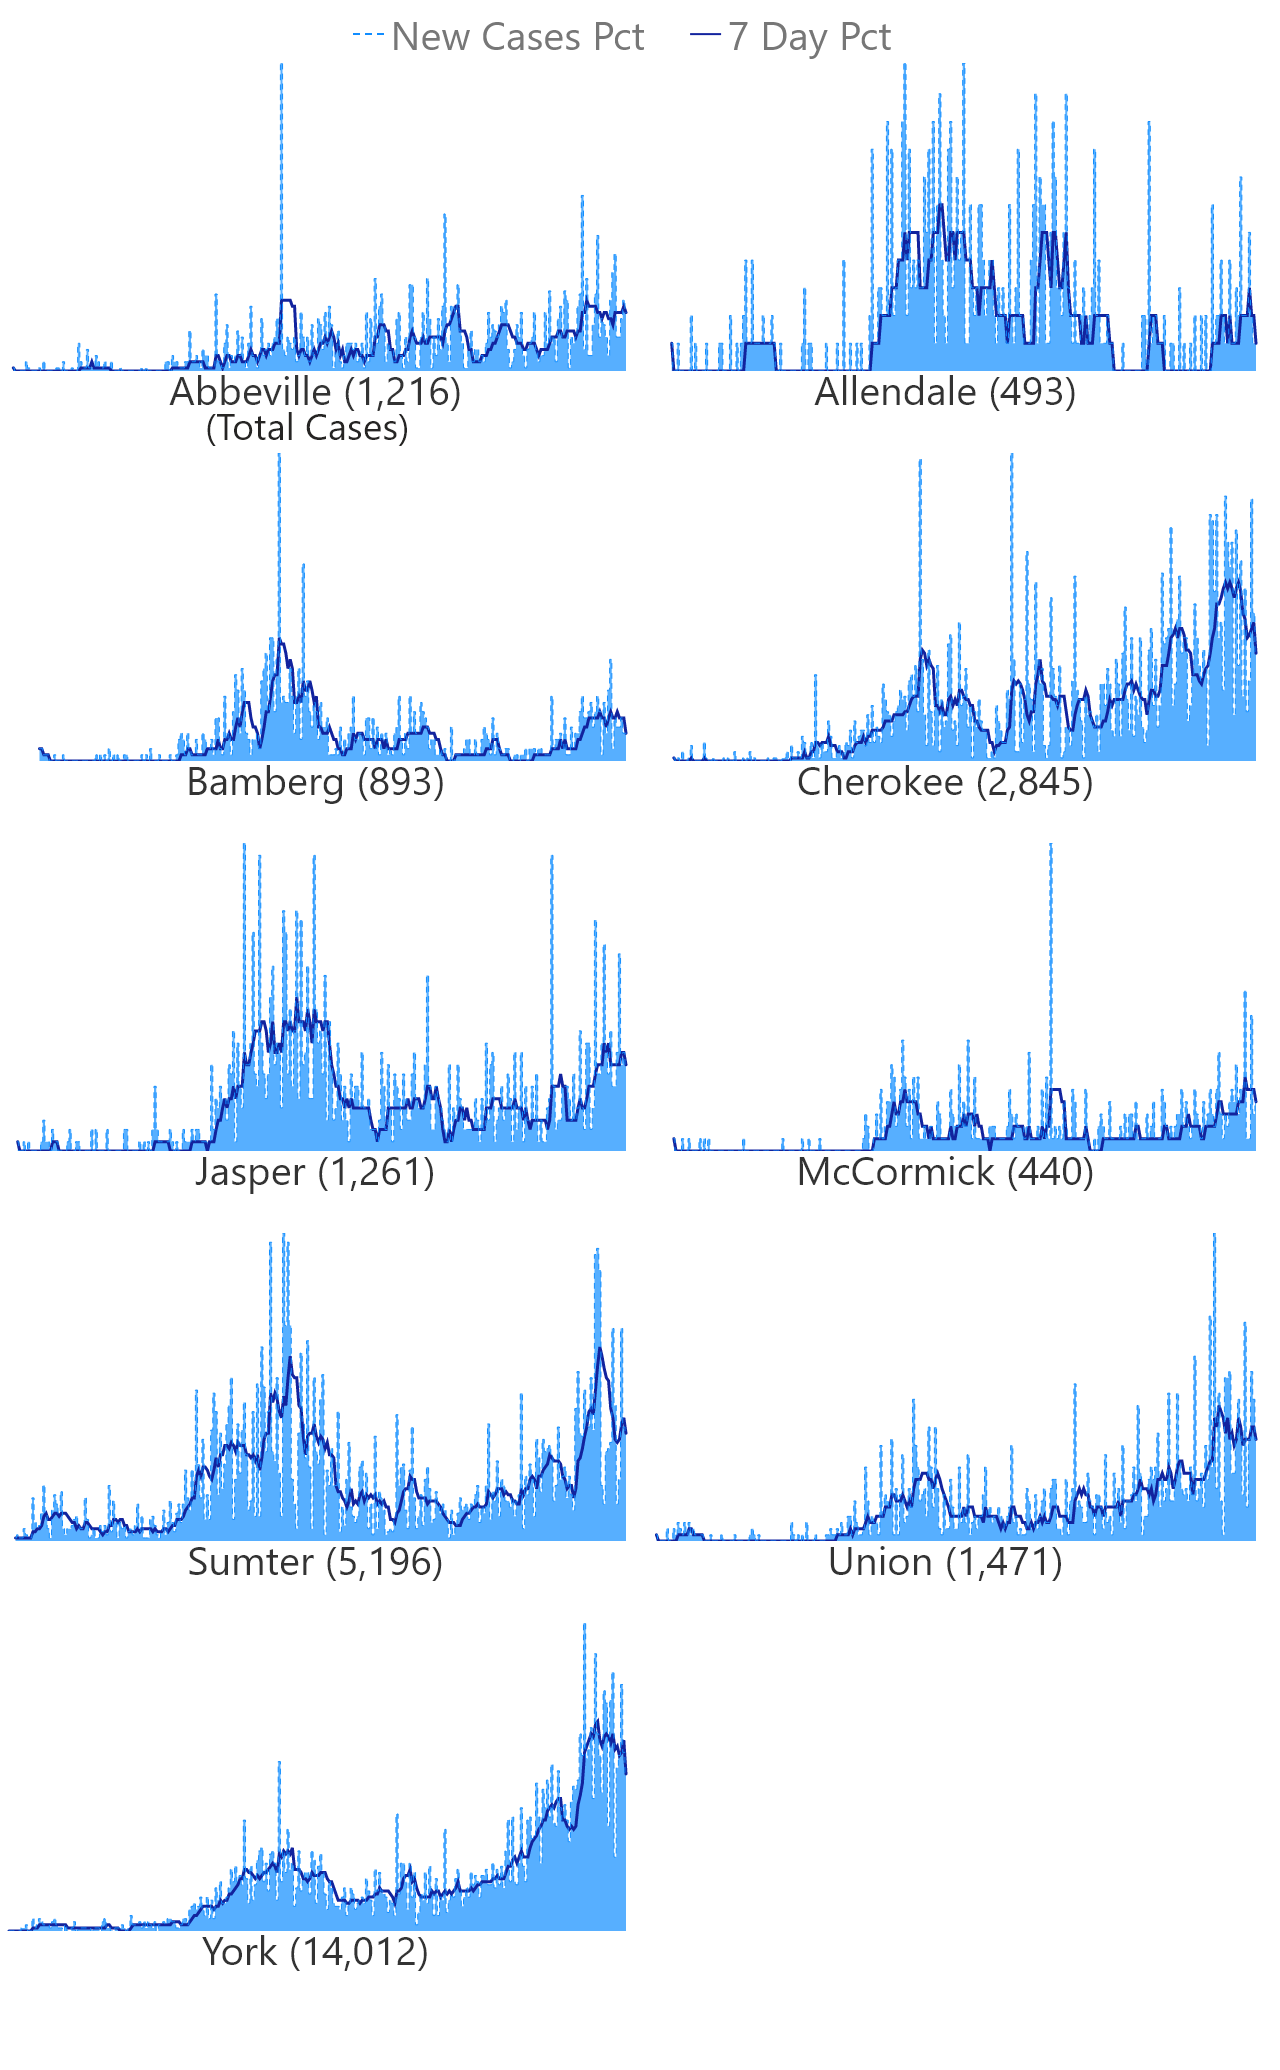 New Cases Pct 7 Day Pct
Abbeville (1,216) Allendale (493)
(Total Cases)
Bamberg (893) Cherokee (2,845)
Jasper (1,261) McCormick (440)
Sumter (5,196) Union (1,471)
York (14,012)